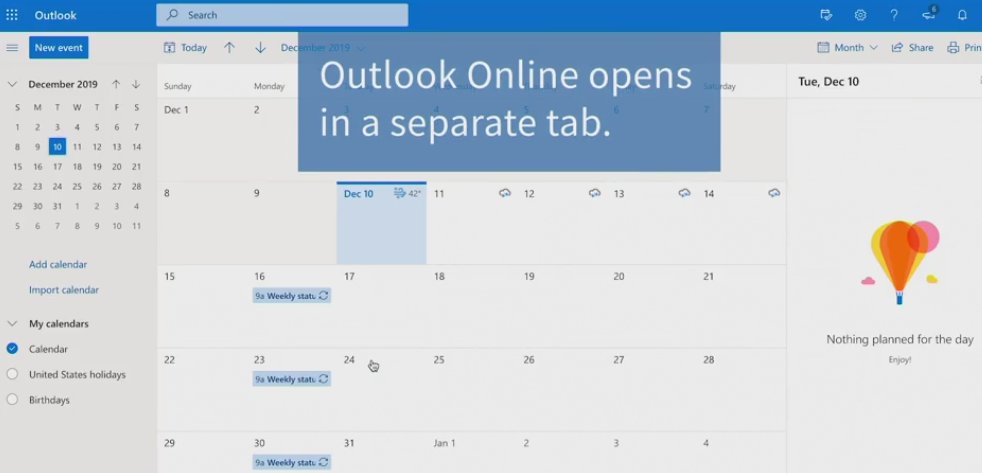 Outlook
Search
6
New event
Today
December 2019
Month
Share
Prin
Outlook Online opens
in a separate tab.
December 2019
S M T W T F S
1 2 3 4 5 6 7
8 9 10 11 12 13 14
15 16 17 18 19 20 21
22 23 24 25 26 27 28
29 30 31 1 2 3 4
5 6 7 8 9 10 11
Add calendar
Import calendar
My calendars
Calendar
United States holidays
Birthdays
Sunday Monday
Dec 1 2 3 4 5 6 7
8 9 Dec 10 42° 11 12 13 14
15 16 17 18 19 20 21
9a Weekly statu
22 23 24 25 26 27 28
9a Weekly statu
29 30 31 Jan 1 2 3 4
9a Weekly statu
Tue, Dec 10
Nothing planned for the day
Enjoy!